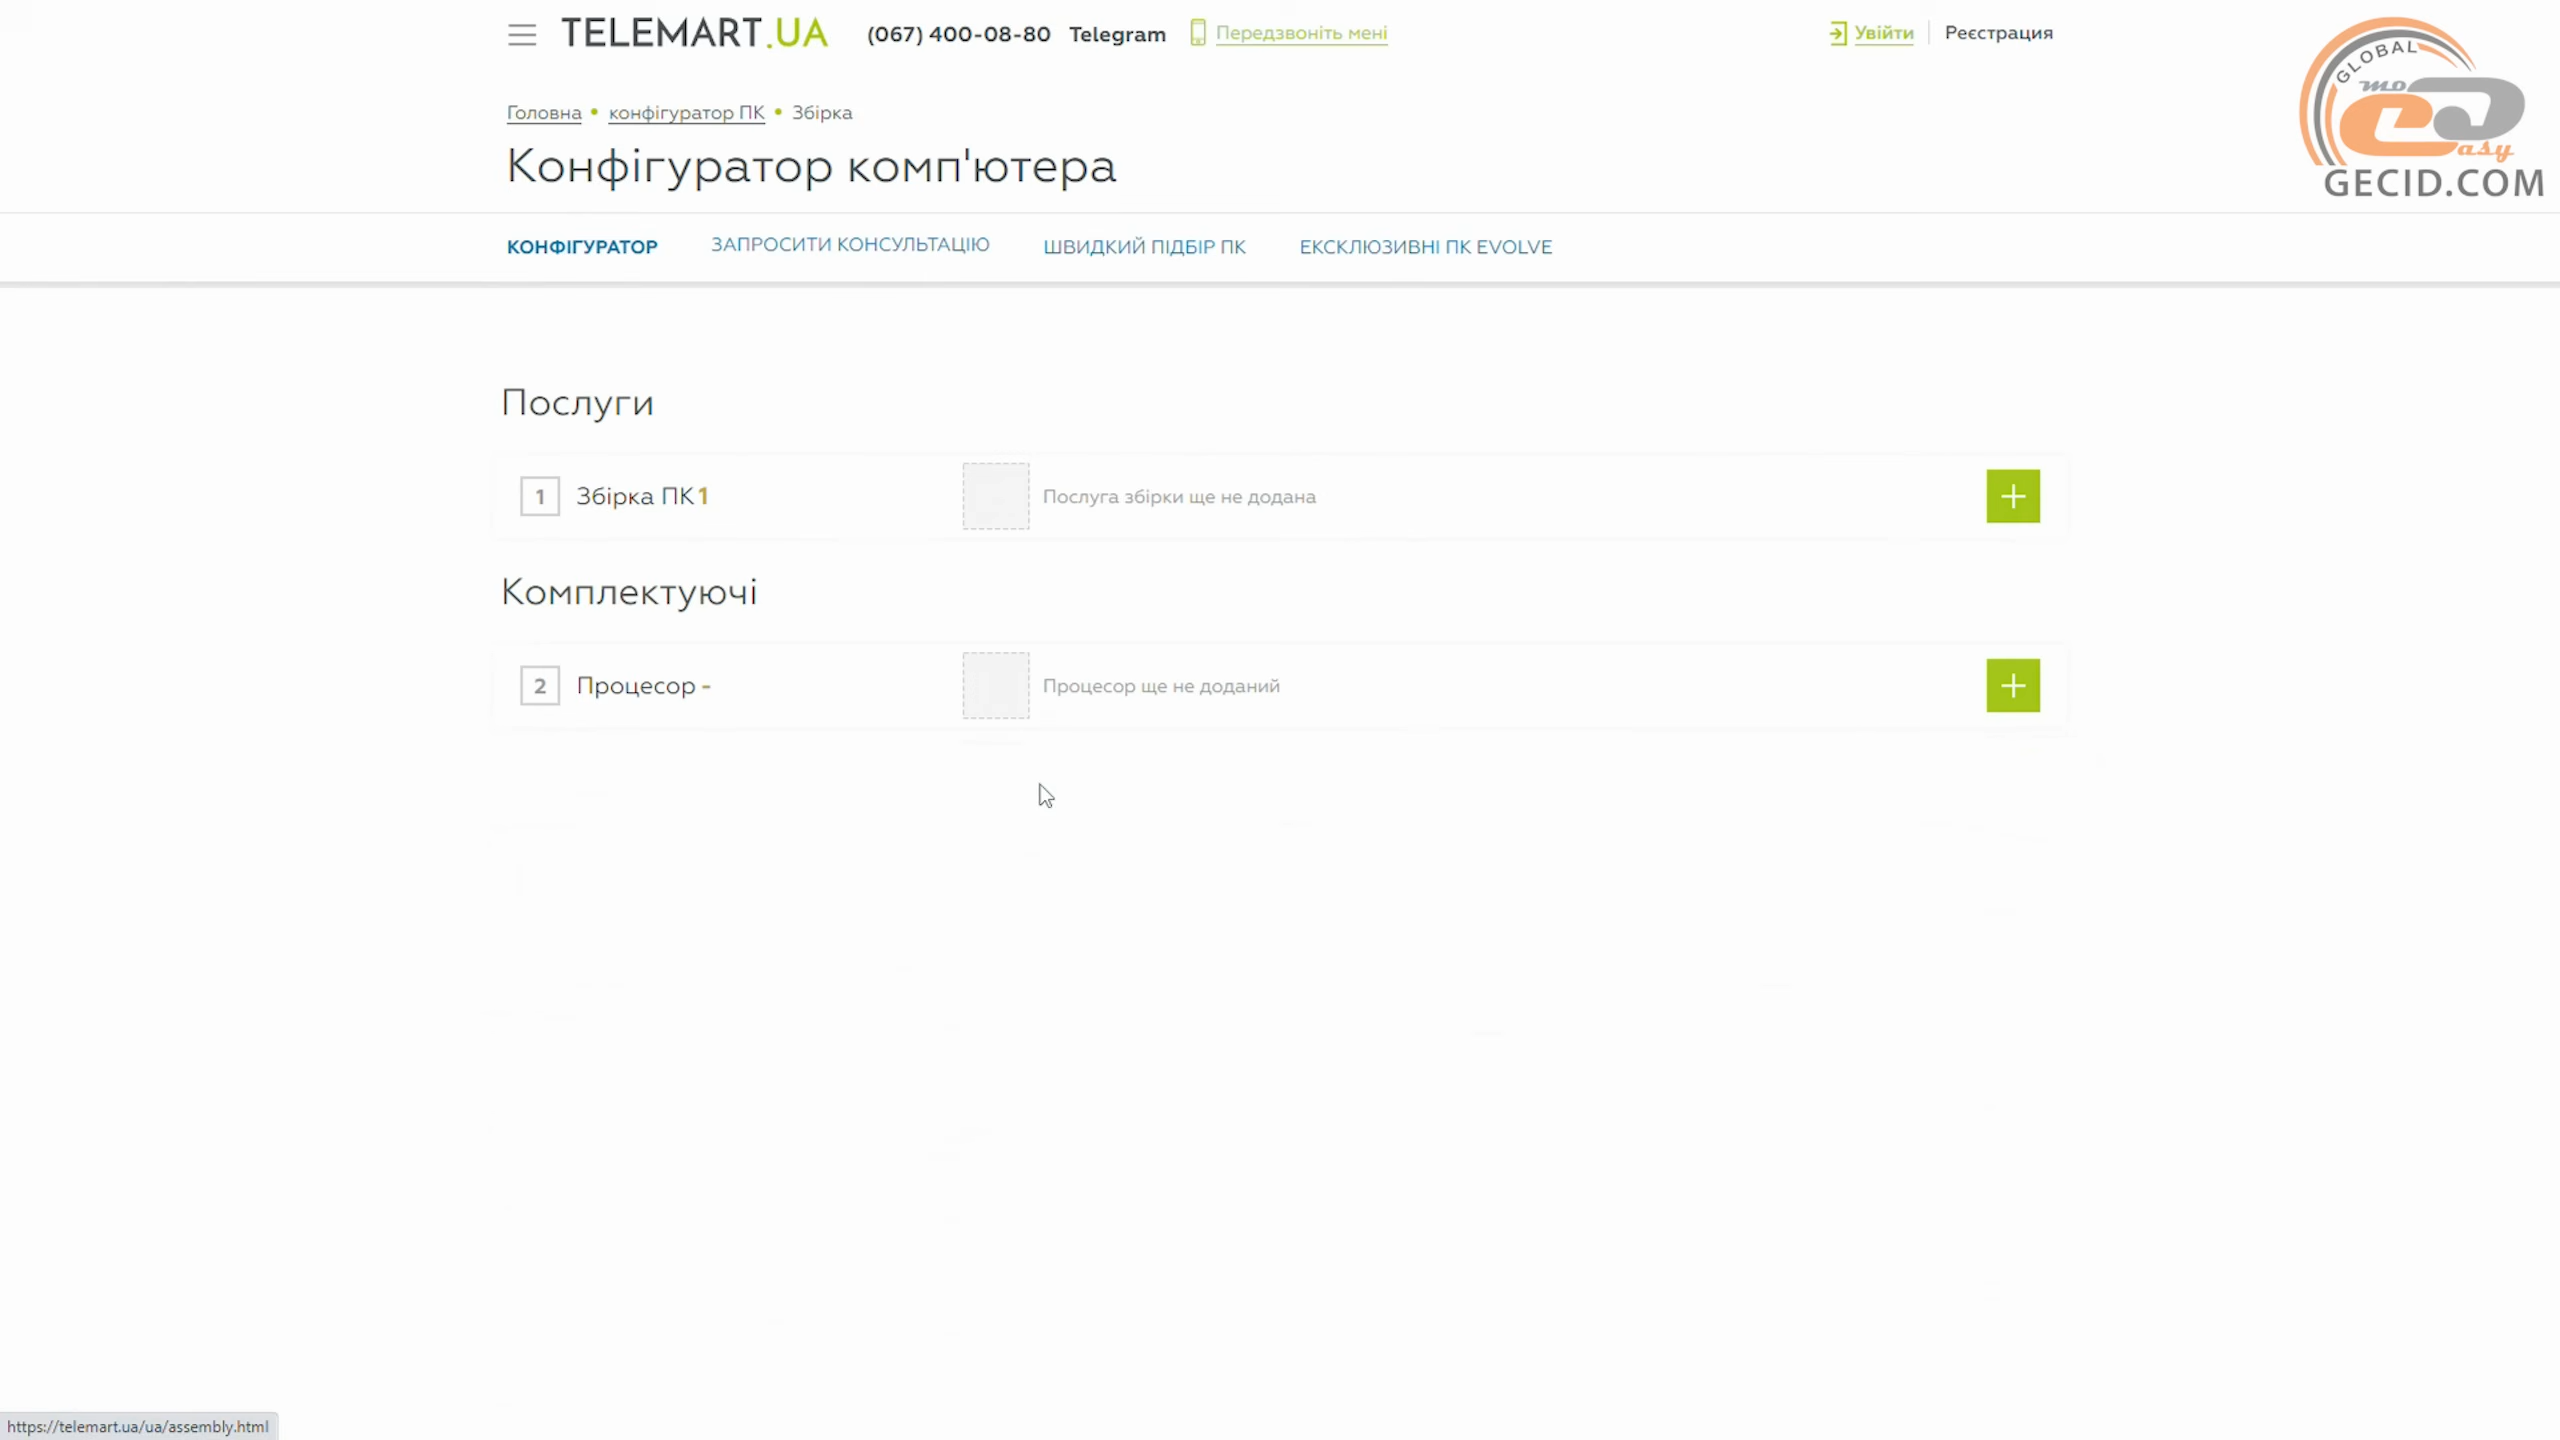 TELEMART.UA (067) 400-08-80 Telegram Передзвоніть мені Увійти Реєстрация
GLOBAL
mo
easy
GECID.COM
Головна • конфігуратор ПК • Збірка
Конфігуратор комп'ютера
КОНФІГУРАТОР ЗАПРОСИТИ КОНСУЛЬТАЦІЮ ШВИДКИЙ ПІДБІР ПК ЕКСКЛЮЗИВНІ ПК EVOLVE
Послуги
1 Збірка ПК 1 Послуга збірки ще не додана +
Комплектуючі
2 Процесор - Процесор ще не доданий +
https://telemart.ua/ua/assembly.html